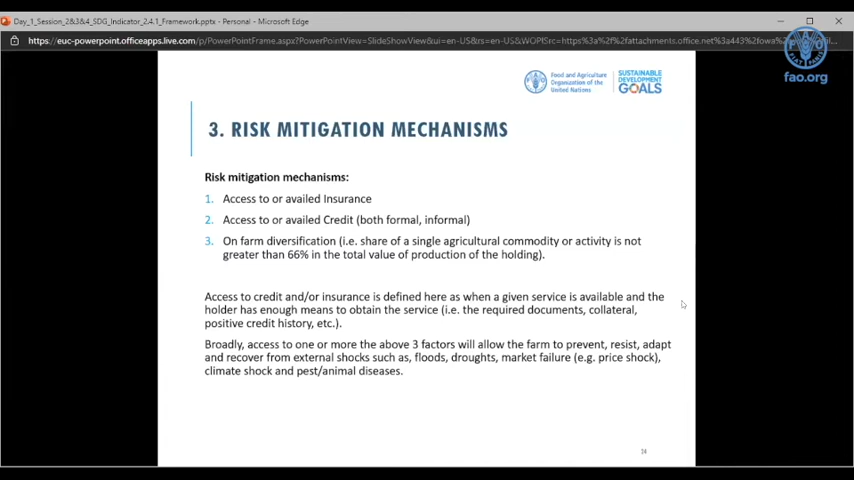 Day_1_Session_2&3&4_SDG_Indicator_2.4.1_Framework.pptx - Personal - Microsoft Edge
https://euc-powerpoint.officeapps.live.com/p/PowerPointFrame.aspx?PowerPointView=SlideShowView&ui=en-US&rs=en-US&WOPISrc=https%3a%2f%2fattachments.office.net%3a443%2fowa%2
fao.org
Food and Agriculture
Organization of the
United Nations
SUSTAINABLE
DEVELOPMENT
GOALS
3. RISK MITIGATION MECHANISMS
Risk mitigation mechanisms:
1. Access to or availed Insurance
2. Access to or availed Credit (both formal, informal)
3. On farm diversification (i.e. share of a single agricultural commodity or activity is not
greater than 66% in the total value of production of the holding).
Access to credit and/or insurance is defined here as when a given service is available and the
holder has enough means to obtain the service (i.e. the required documents, collateral,
positive credit history, etc.).
Broadly, access to one or more the above 3 factors will allow the farm to prevent, resist, adapt
and recover from external shocks such as, floods, droughts, market failure (e.g. price shock),
climate shock and pest/animal diseases.